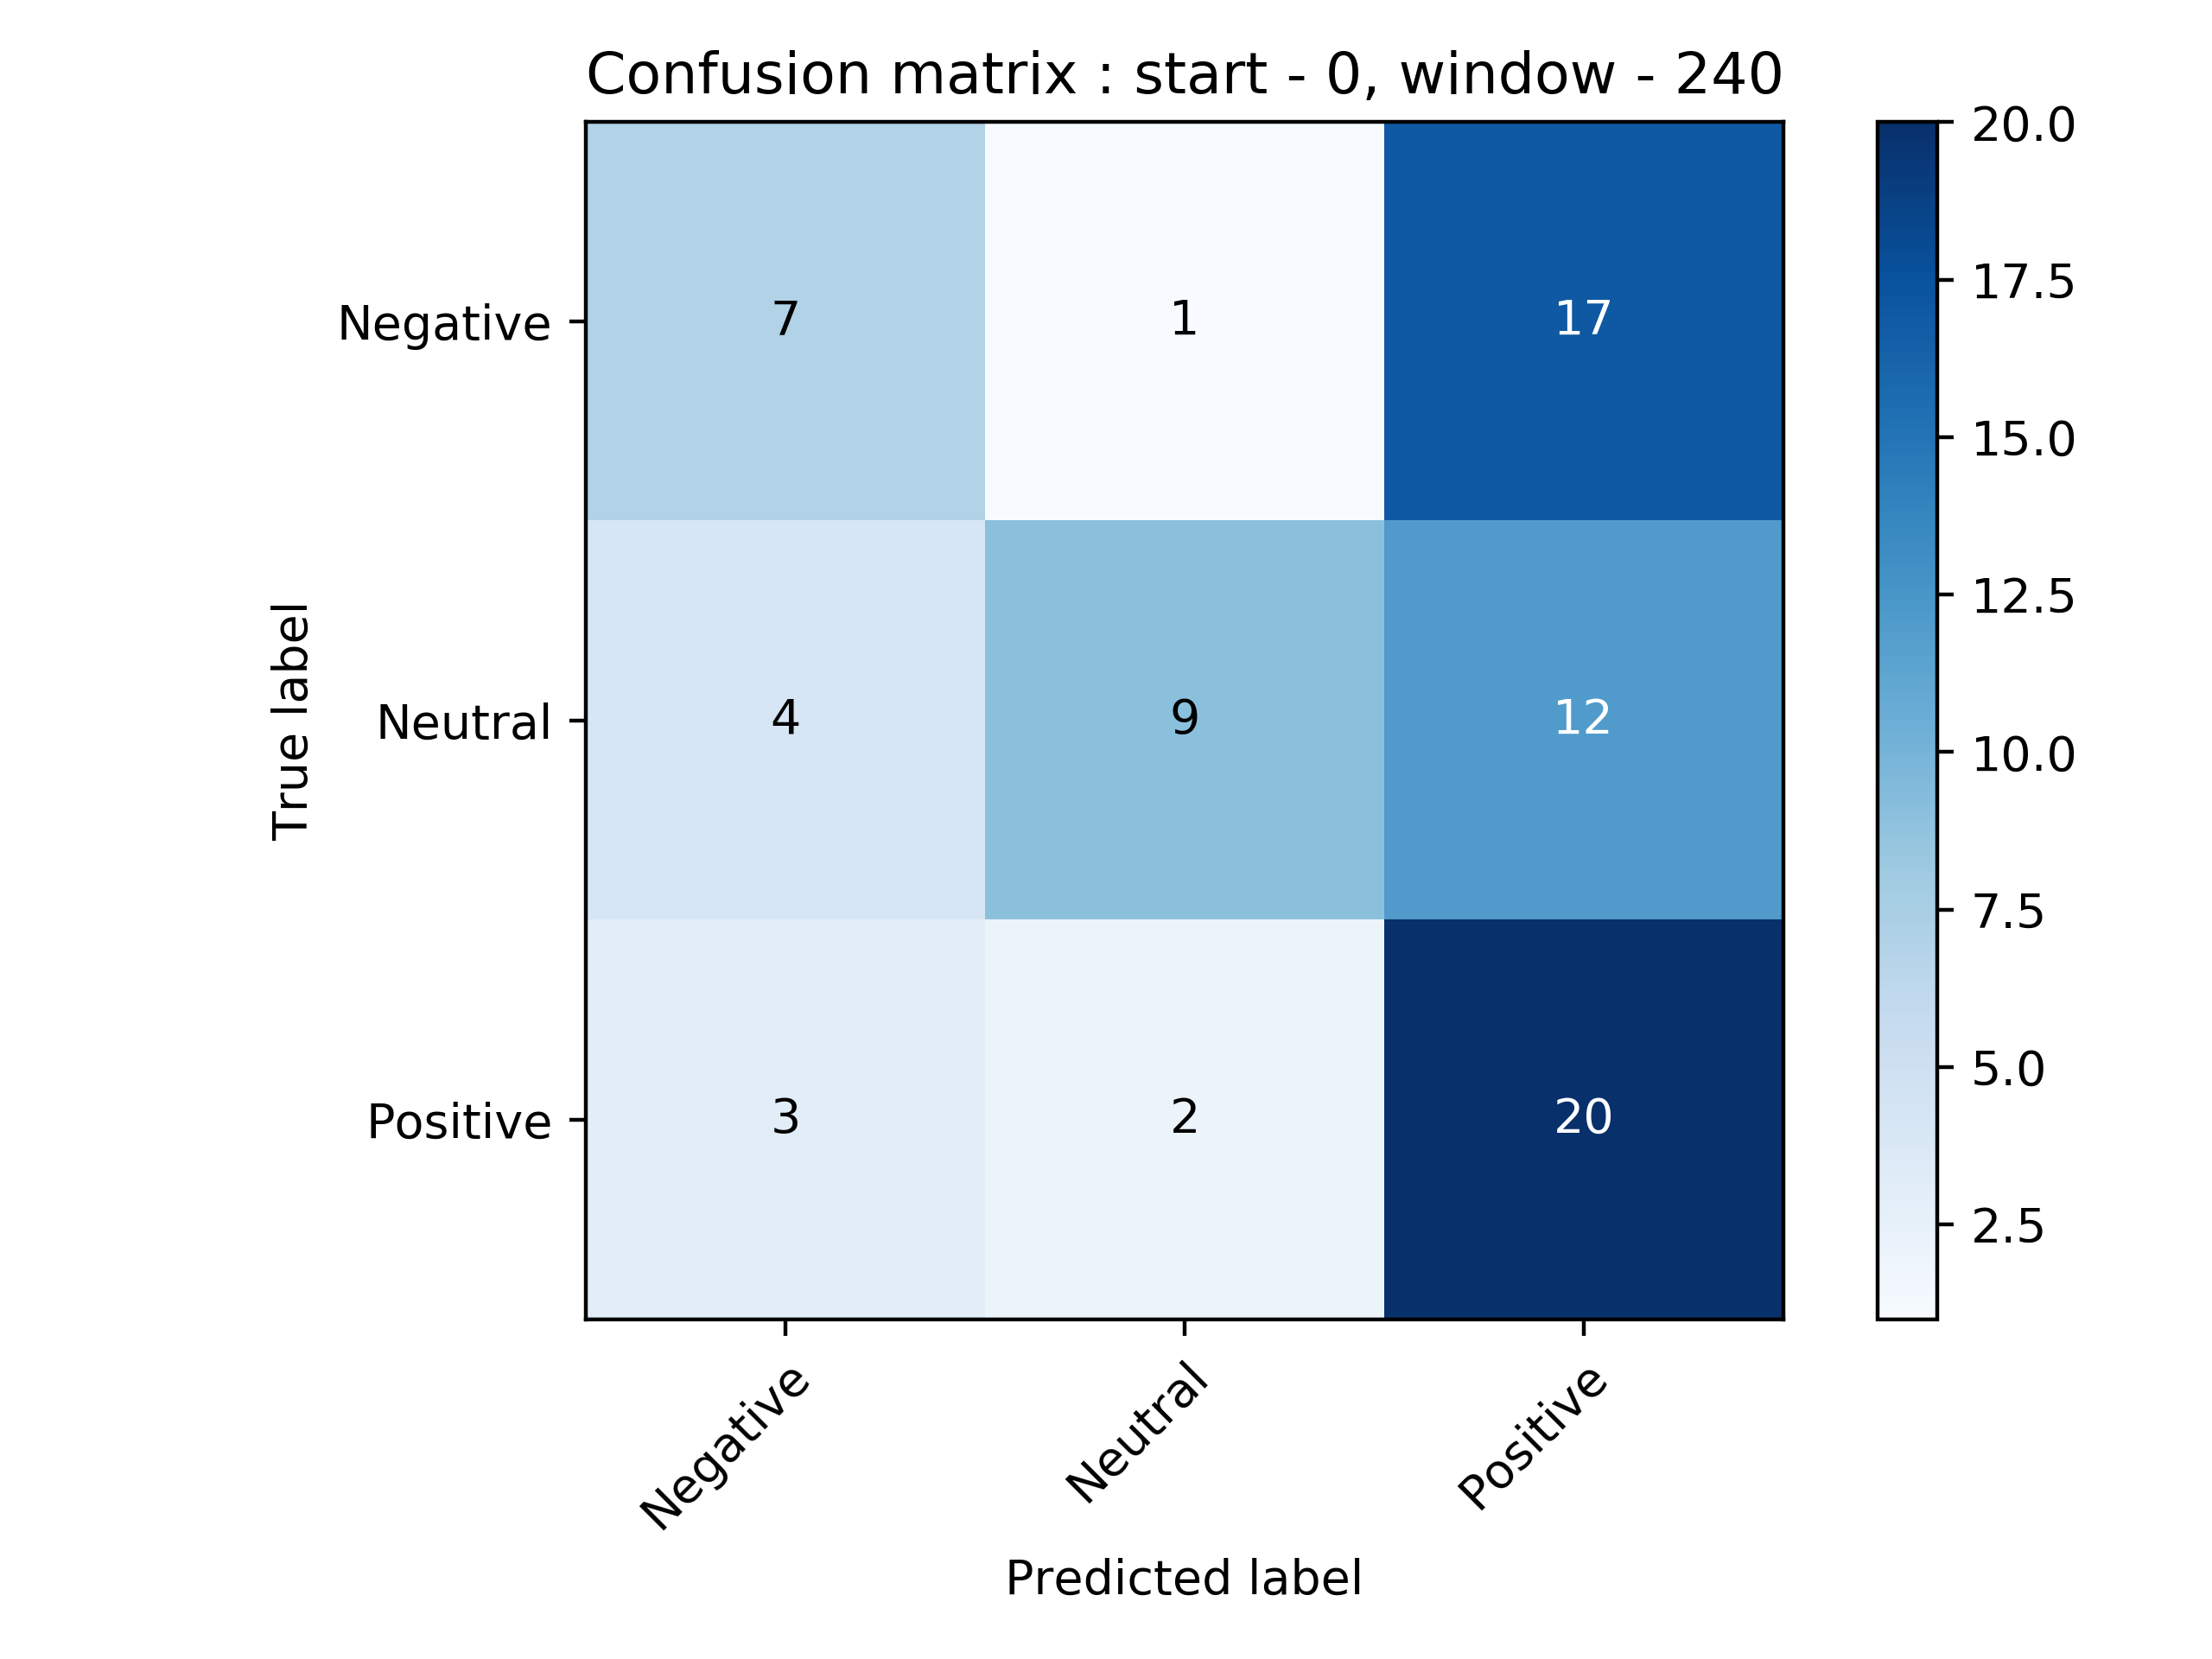 Confusion matrix : start - 0, window - 240
True label
Negative
7
1
17
Neutral
4
9
12
Positive
3
2
20
Negative
Neutral
Positive
Predicted label
20.0
17.5
15.0
12.5
10.0
7.5
5.0
2.5